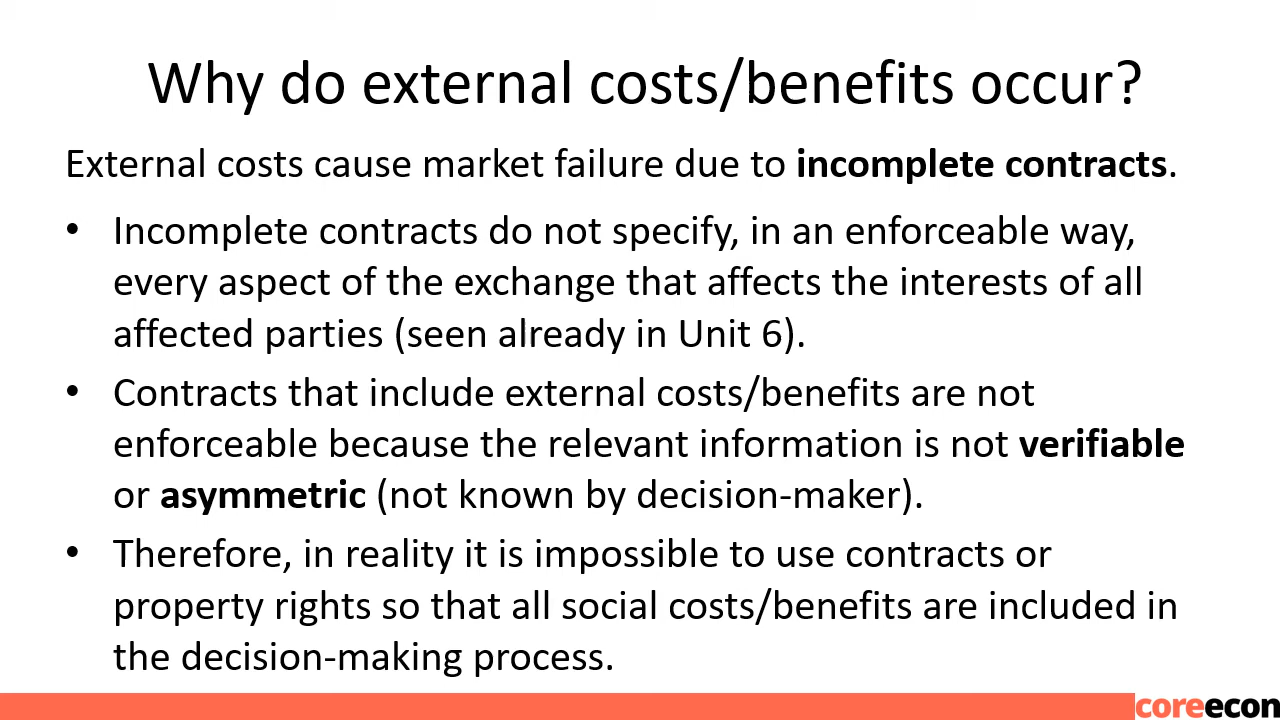 Why do external costs/benefits occur?
External costs cause market failure due to incomplete contracts.
• Incomplete contracts do not specify, in an enforceable way,
every aspect of the exchange that affects the interests of all
affected parties (seen already in Unit 6).
• Contracts that include external costs/benefits are not
enforceable because the relevant information is not verifiable
or asymmetric (not known by decision-maker).
• Therefore, in reality it is impossible to use contracts or
property rights so that all social costs/benefits are included in
the decision-making process.
coreecon